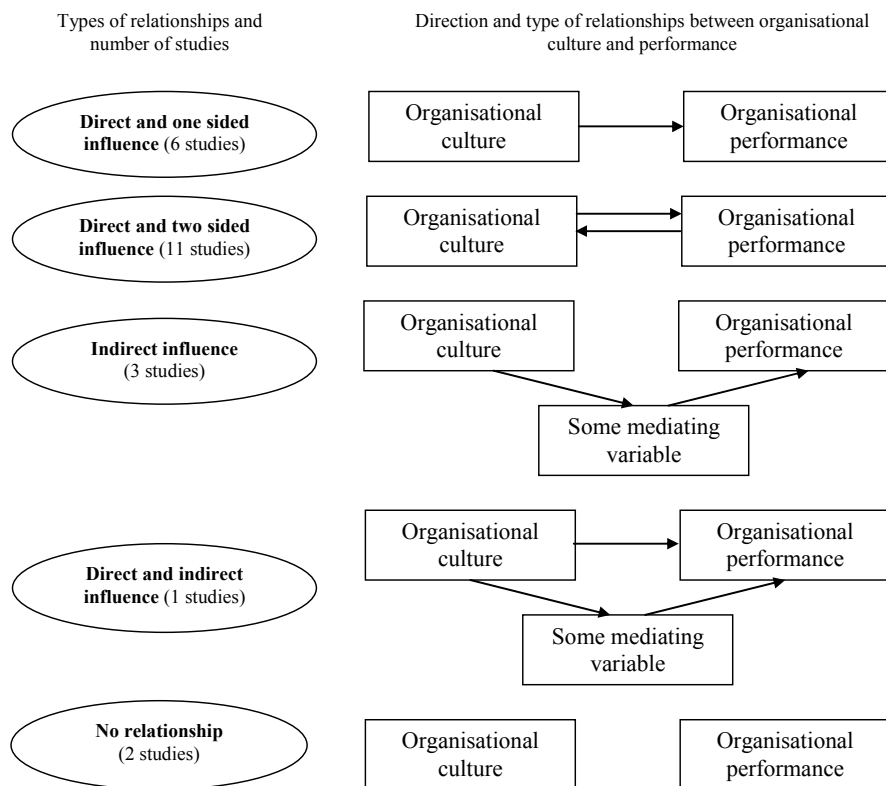 Types of relationships and
number of studies
Direction and type of relationships between organisational
culture and performance
Direct and one sided
influence (6 studies)
Organisational
culture
Organisational
performance
Direct and two sided
influence (11 studies)
Organisational
culture
Organisational
performance
Indirect influence
(3 studies)
Organisational
culture
Organisational
performance
Some mediating
variable
Direct and indirect
influence (1 studies)
Organisational
culture
Organisational
performance
Some mediating
variable
No relationship
(2 studies)
Organisational
culture
Organisational
performance